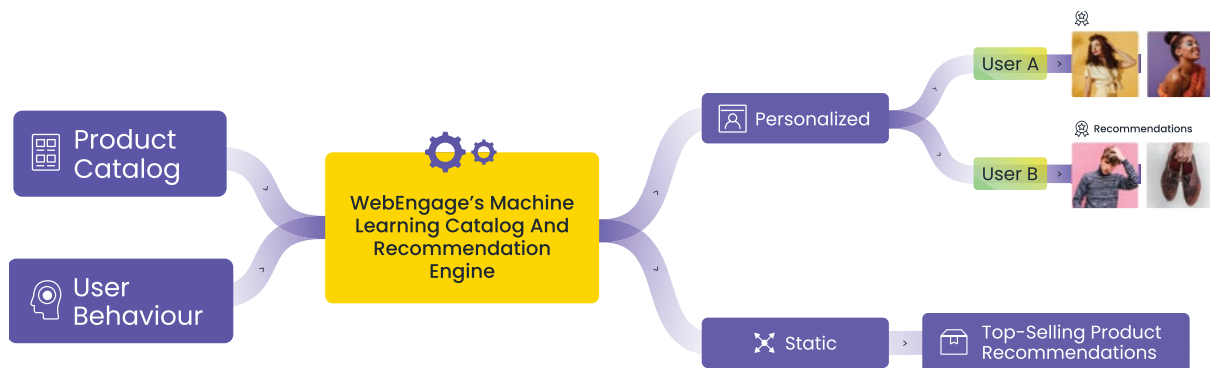 Product
Catalog
User
Behaviour
WebEngage's Machine
Learning Catalog And
Recommendation
Engine
Personalized
User A
Recommendations
User B
Static
Top-Selling Product
Recommendations